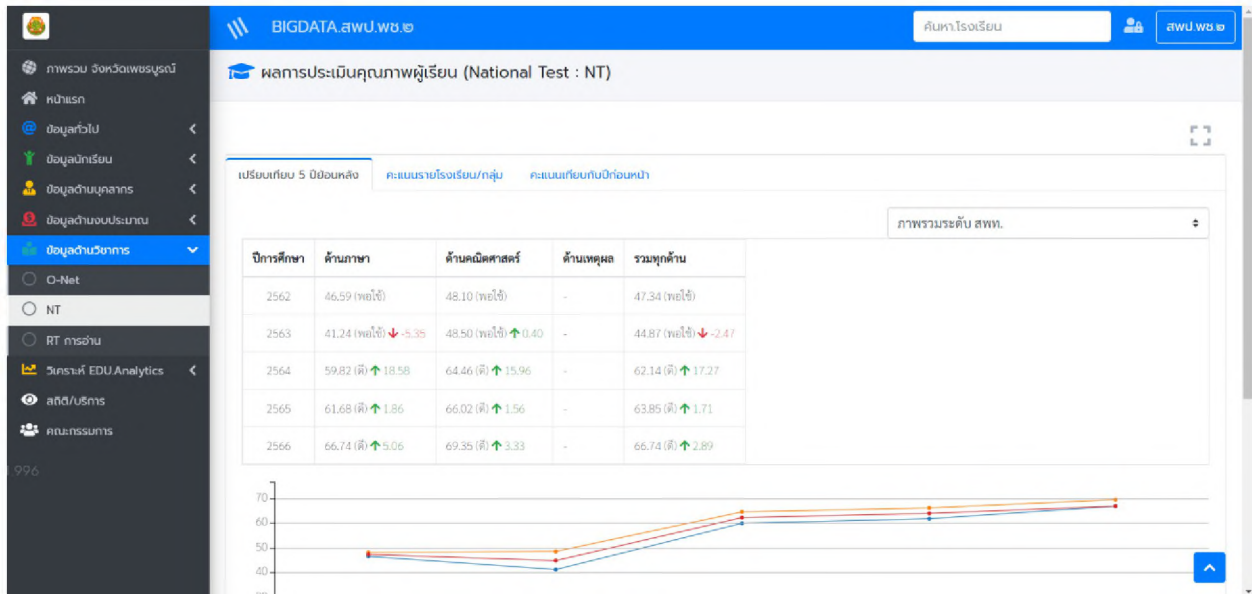 BIGDATA.สพป.พช.๒
ค้นหาโรงเรียน
สพป.พช.๒
ภาพรวม จังหวัดเพชรบูรณ์
หน้าแรก
ข้อมูลทั่วไป
ข้อมูลนักเรียน
ข้อมูลด้านบุคลากร
ข้อมูลด้านงบประมาณ
ข้อมูลด้านวิชาการ
O-Net
NT
RT การอ่าน
วิเคราะห์ EDU.Analytics
สถิติ/บริการ
คณะกรรมการ
1996
ผลการประเมินคุณภาพผู้เรียน (National Test : NT)
เปรียบเทียบ 5 ปีย้อนหลัง คะแนนรายโรงเรียน/กลุ่ม คะแนนเทียบกับปีก่อนหน้า
ภาพรวมระดับ สพท.
ปีการศึกษา ด้านภาษา ด้านคณิตศาสตร์ ด้านเหตุผล รวมทุกด้าน
2562 46.59 (พอใช้) 48.10 (พอใช้) - 47.34 (พอใช้)
2563 41.24 (พอใช้) -5.35 48.50 (พอใช้) 0.40 - 44.87 (พอใช้) -2.47
2564 59.82 (ดี) 18.58 64.46 (ดี) 15.96 - 62.14 (ดี) 17.27
2565 61.68 (ดี) 1.86 66.02 (ดี) 1.56 - 63.85 (ดี) 1.71
2566 66.74 (ดี) 5.06 69.35 (ดี) 3.33 - 66.74 (ดี) 2.89
70
60
50
40